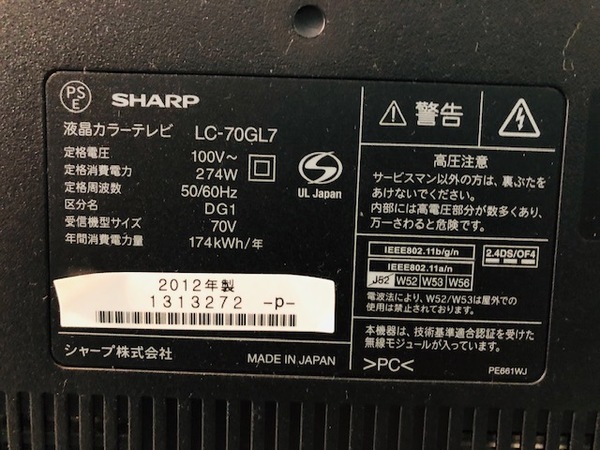 PS
E
SHARP
液晶カラーテレビ LC-70GL7
定格電圧 100V～
定格消費電力 274W
定格周波数 50/60Hz
区分名 DG1
受信機型サイズ 70V
年間消費電力量 174kWh/年
S
UL Japan
2012年製
1313272 -p-
シャープ株式会社 MADE IN JAPAN
警告
高圧注意
サービスマン以外の方は、裏ぶたを
あけないでください。
内部には高電圧部分が数多くあり、
万一さわると危険です。
IEEE802.11b/g/n
2.4DS/OF4
IEEE802.11a/n
J52 W52 W53 W56
電波法により、W52/W53は屋外での
使用は禁止されております。
本機器は、技術基準適合認証を受けた
無線モジュールが入っています。
>PC<
PE661WJ